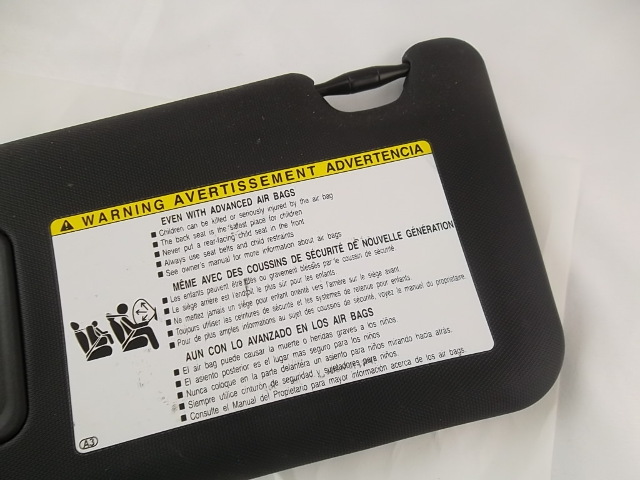 WARNING AVERTISSEMENT ADVERTENCIA
EVEN WITH ADVANCED AIR BAGS
■ Children can be killed or seriously injured by the air bag
■ The back seat is the safest place for children
■ Never put a rear-facing child seat in the front
■ Always use seat belts and child restraints
■ See owner's manual for more information about air bags
MÊME AVEC DES COUSSINS DE SÉCURITÉ DE NOUVELLE GÉNÉRATION
■ Les enfants peuvent être tués ou gravement blessés par le coussin de sécurité
■ Le siège arrière est l'endroit le plus sûr pour les enfants
■ Ne mettez jamais un siège pour enfant orienté vers l'arrière sur le siège avant.
■ Toujours utiliser les ceintures de sécurité et les systèmes de retenue pour enfants.
■ Pour de plus amples informations au sujet des coussins de sécurité, voyez le manuel du propriétaire.
AUN CON LO AVANZADO EN LOS AIR BAGS
■ El air bag puede causar la muerte o heridas graves a los niños.
■ El asiento posterior es el lugar mas seguro para los niños
■ Nunca coloque en la parte delantéra un asiento para niños mirando hacia atrás.
■ Siempre utilice cinturón de seguridad y sujetadores para niños.
■ Consulte el Manual del Propietario para mayor información acerca de los air bags
A3